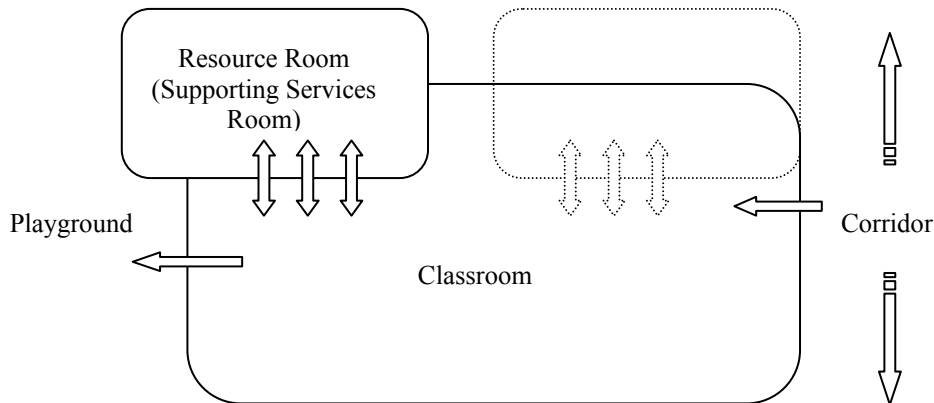 Resource Room
(Supporting Services
Room)
Playground
Corridor
Classroom